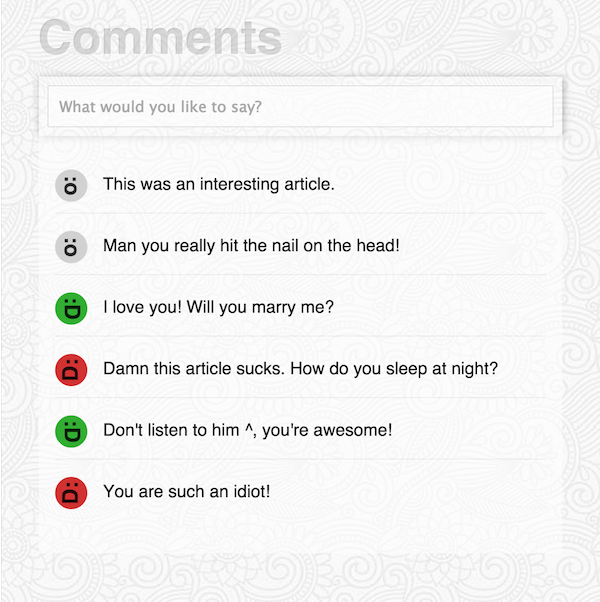 Comments
What would you like to say?
:o This was an interesting article.
:o Man you really hit the nail on the head!
:D I love you! Will you marry me?
D: Damn this article sucks. How do you sleep at night?
:D Don't listen to him ^, you're awesome!
D: You are such an idiot!